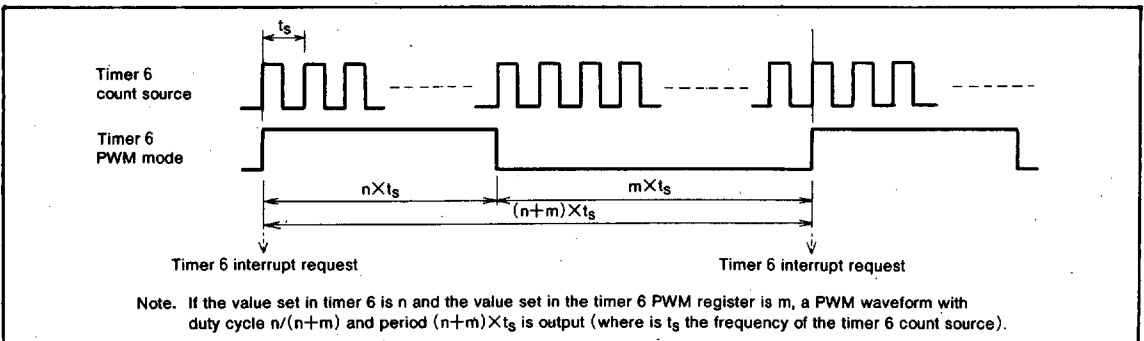 tₛ
Timer 6
count source
Timer 6
PWM mode
n×tₛ
m×tₛ
(n+m)×tₛ
Timer 6 interrupt request
Timer 6 interrupt request
Note. If the value set in timer 6 is n and the value set in the timer 6 PWM register is m, a PWM waveform with
duty cycle n/(n+m) and period (n+m)×tₛ is output (where is tₛ the frequency of the timer 6 count source).